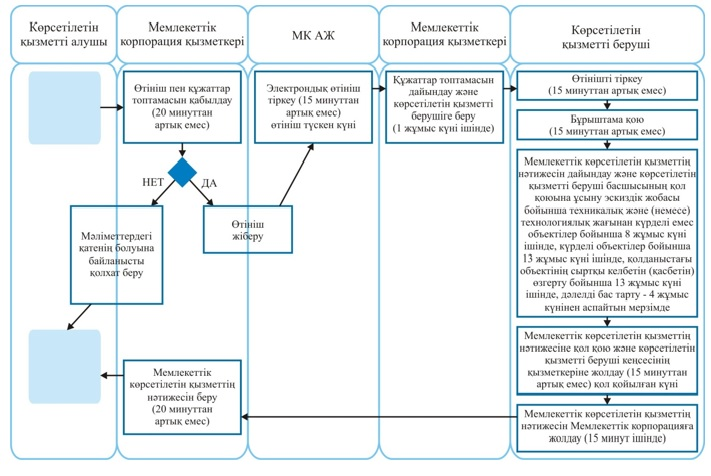 Көрсетілетін
қызметті алушы
Мемлекеттік
корпорация қызметкері
МК АЖ
Мемлекеттік
корпорация қызметкері
Көрсетілетін
қызметті беруші
Өтініш пен құжаттар
топтамасын қабылдау
(20 минуттан
артық емес)
НЕТ
ДА
Мәліметтердегі
қатенің болуына
байланысты
қолхат беру
Өтініш
жіберу
Электрондық өтініш
тіркеу (15 минуттан
артық емес)
өтініш түскен күні
Құжаттар топтамасын
дайындау және
көрсетілетін қызметті
берушіге беру
(1 жұмыс күні ішінде)
Өтінішті тіркеу
(15 минуттан артық емес)
Бұрыштама қою
(15 минуттан артық емес)
Мемлекеттік көрсетілетін қызметтің
нәтижесін дайындау және көрсетілетін
қызметті беруші басшысының қол
қоюына ұсыну эскиздік жобасы
бойынша техникалық және (немесе)
технологиялық жағынан күрделі емес
объектілер бойынша 8 жұмыс күні
ішінде, күрделі объектілер бойынша
13 жұмыс күні ішінде, қолданыстағы
объектінің сыртқы келбетін (қасбетін)
өзгерту бойынша 13 жұмыс күні
ішінде, дәлелді бас тарту - 4 жұмыс
күнінен аспайтын мерзімде
Мемлекеттік көрсетілетін қызметтің
нәтижесіне қол қою және көрсетілетін
қызметті беруші кеңсесінің
қызметкеріне жолдау (15 минуттан
артық емес) қол қойылған күні
Мемлекеттік көрсетілетін қызметтің
нәтижесін Мемлекеттік корпорацияға
жолдау (15 минут ішінде)
Мемлекеттік
көрсетілетін қызметтің
нәтижесін беру
(20 минуттан
артық емес)